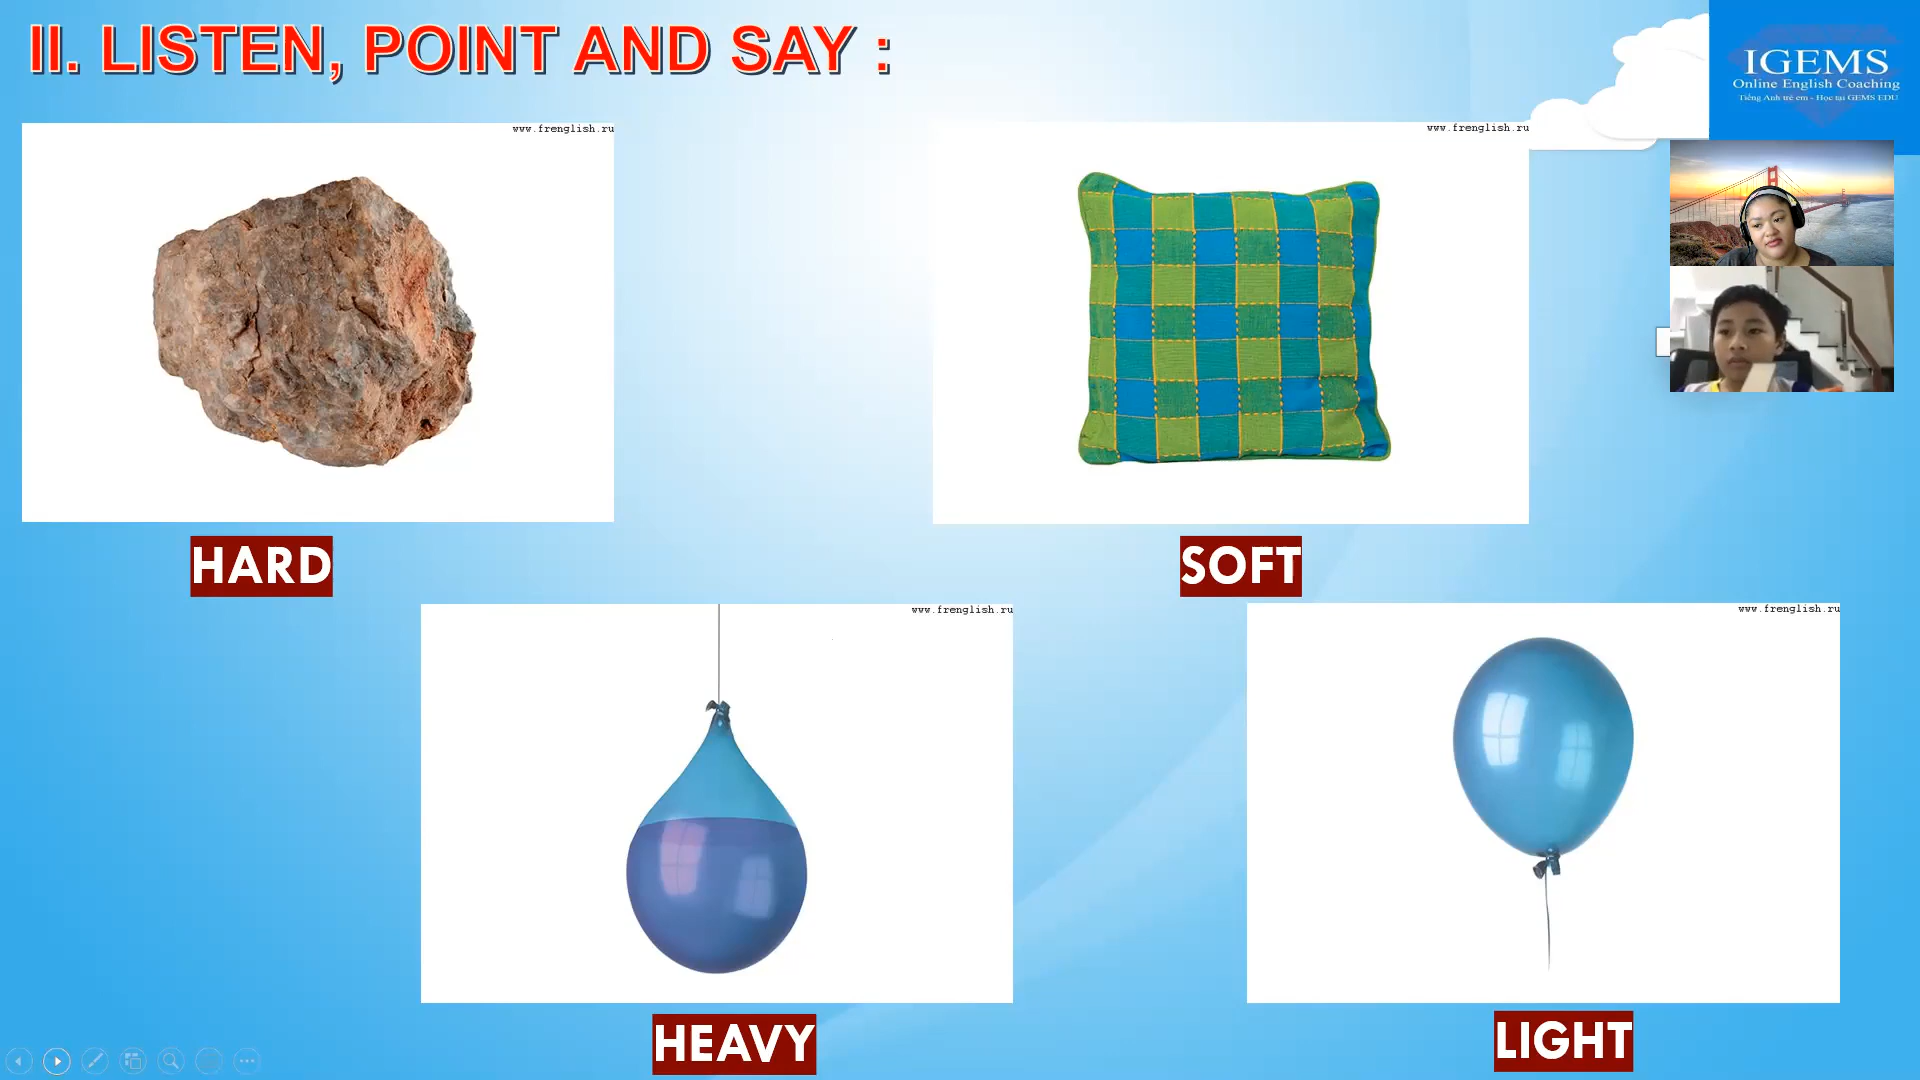 II. LISTEN, POINT AND SAY :
IGEMS
Online English Coaching
Tiếng Anh trẻ em - Học tại GEMS EDU
www.frenglish.ru
www.frenglish.ru
HARD
SOFT
www.frenglish.ru
www.frenglish.ru
HEAVY
LIGHT